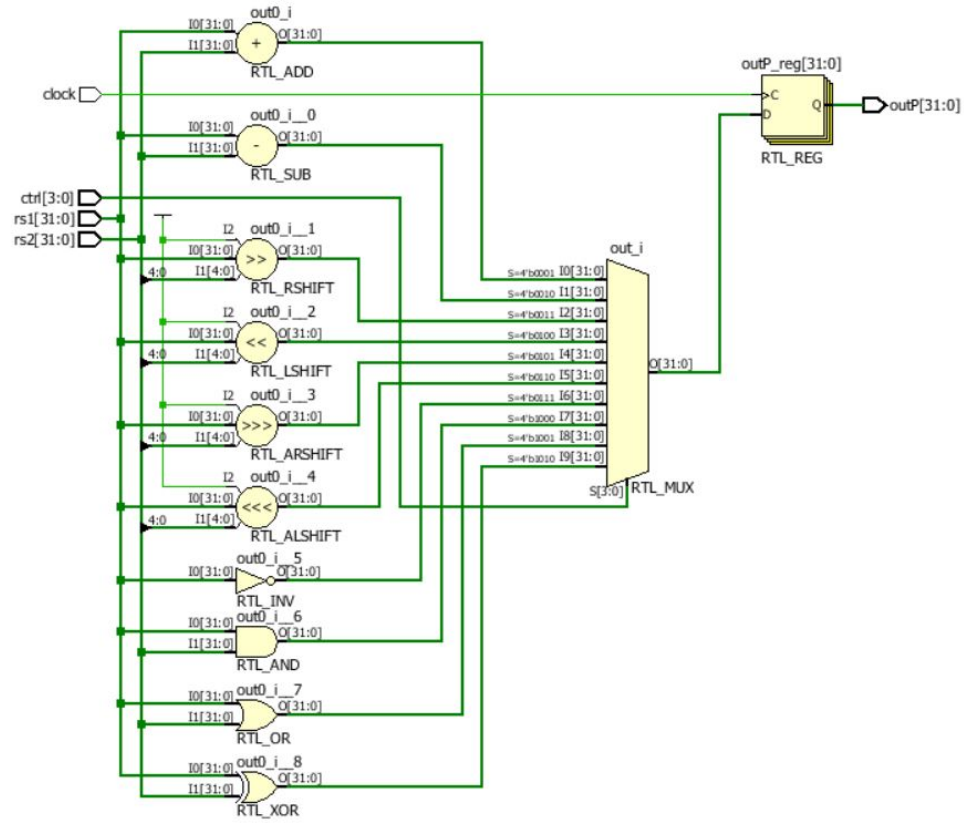 out0_i
I0[31:0]
I1[31:0]
+
O[31:0]
RTL_ADD
clock
out0_i__0
I0[31:0]
I1[31:0]
-
O[31:0]
RTL_SUB
ctrl[3:0]
rs1[31:0]
rs2[31:0]
out0_i__1
I2
I0[31:0]
4:0
I1[4:0]
>>
O[31:0]
RTL_RSHIFT
out0_i__2
I2
I0[31:0]
4:0
I1[4:0]
<<
O[31:0]
RTL_LSHIFT
out0_i__3
I2
I0[31:0]
4:0
I1[4:0]
>>>
O[31:0]
RTL_ARSHIFT
out0_i__4
I2
I0[31:0]
4:0
I1[4:0]
<<<
O[31:0]
RTL_ALSHIFT
out0_i__5
I0[31:0]
O[31:0]
RTL_INV
out0_i__6
I0[31:0]
I1[31:0]
O[31:0]
RTL_AND
out0_i__7
I0[31:0]
I1[31:0]
O[31:0]
RTL_OR
out0_i__8
I0[31:0]
I1[31:0]
O[31:0]
RTL_XOR
out_i
S=4'b0001 I0[31:0]
S=4'b0010 I1[31:0]
S=4'b0011 I2[31:0]
S=4'b0100 I3[31:0]
S=4'b0101 I4[31:0]
S=4'b0110 I5[31:0]
S=4'b0111 I6[31:0]
S=4'b1000 I7[31:0]
S=4'b1001 I8[31:0]
S=4'b1010 I9[31:0]
S[3:0]
O[31:0]
RTL_MUX
outP_reg[31:0]
C
D
Q
RTL_REG
outP[31:0]